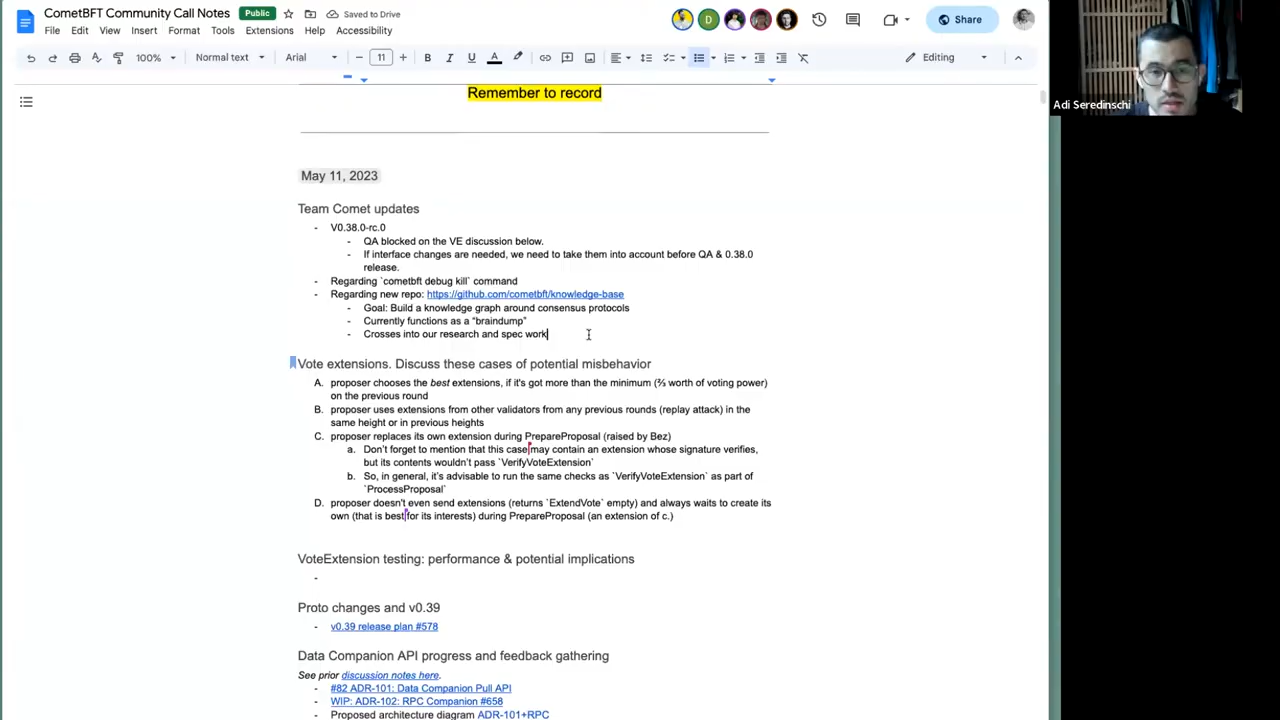 CometBFT Community Call Notes
Public
Saved to Drive
D
Share
File Edit View Insert Format Tools Extensions Help Accessibility
100% Normal text Arial 11 B I U A Editing
Remember to record
Adi Seredinschi
May 11, 2023
Team Comet updates
- V0.38.0-rc.0
- QA blocked on the VE discussion below.
- If interface changes are needed, we need to take them into account before QA & 0.38.0
release.
- Regarding `cometbft debug kill` command
- Regarding new repo: https://github.com/cometbft/knowledge-base
- Goal: Build a knowledge graph around consensus protocols
- Currently functions as a “braindump”
- Crosses into our research and spec work
Vote extensions. Discuss these cases of potential misbehavior
A. proposer chooses the best extensions, if it's got more than the minimum (⅔ worth of voting power)
on the previous round
B. proposer uses extensions from other validators from any previous rounds (replay attack) in the
same height or in previous heights
C. proposer replaces its own extension during PrepareProposal (raised by Bez)
a. Don’t forget to mention that this case may contain an extension whose signature verifies,
but its contents wouldn’t pass `VerifyVoteExtension`
b. So, in general, it’s advisable to run the same checks as `VerifyVoteExtension` as part of
`ProcessProposal`
D. proposer doesn't even send extensions (returns `ExtendVote` empty) and always waits to create its
own (that is best for its interests) during PrepareProposal (an extension of c.)
VoteExtension testing: performance & potential implications
-
Proto changes and v0.39
- v0.39 release plan #578
Data Companion API progress and feedback gathering
See prior discussion notes here.
- #82 ADR-101: Data Companion Pull API
- WIP: ADR-102: RPC Companion #658
- Proposed architecture diagram ADR-101+RPC